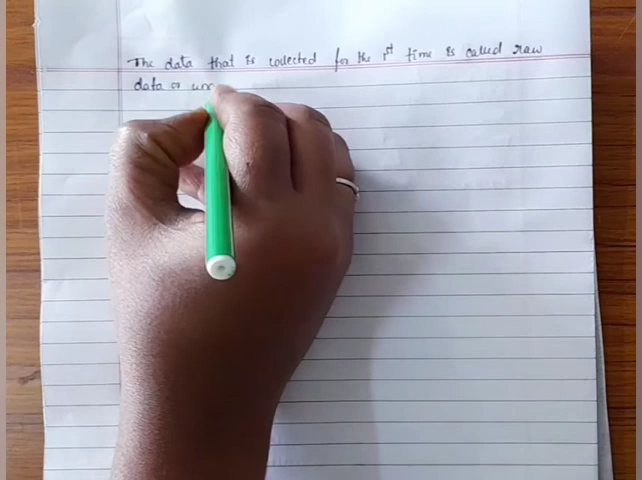 The data that is collected for the 1st time is called raw
data or